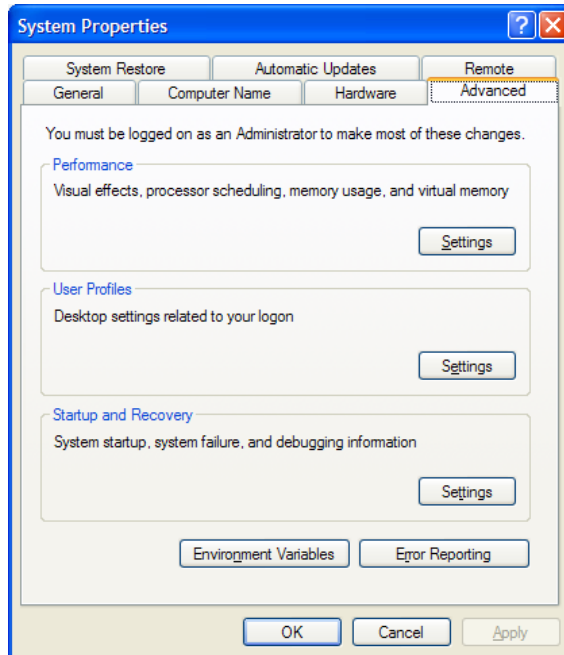 System Properties
System Restore Automatic Updates Remote
General Computer Name Hardware Advanced
You must be logged on as an Administrator to make most of these changes.
Performance
Visual effects, processor scheduling, memory usage, and virtual memory
Settings
User Profiles
Desktop settings related to your logon
Settings
Startup and Recovery
System startup, system failure, and debugging information
Settings
Environment Variables Error Reporting
OK Cancel Apply